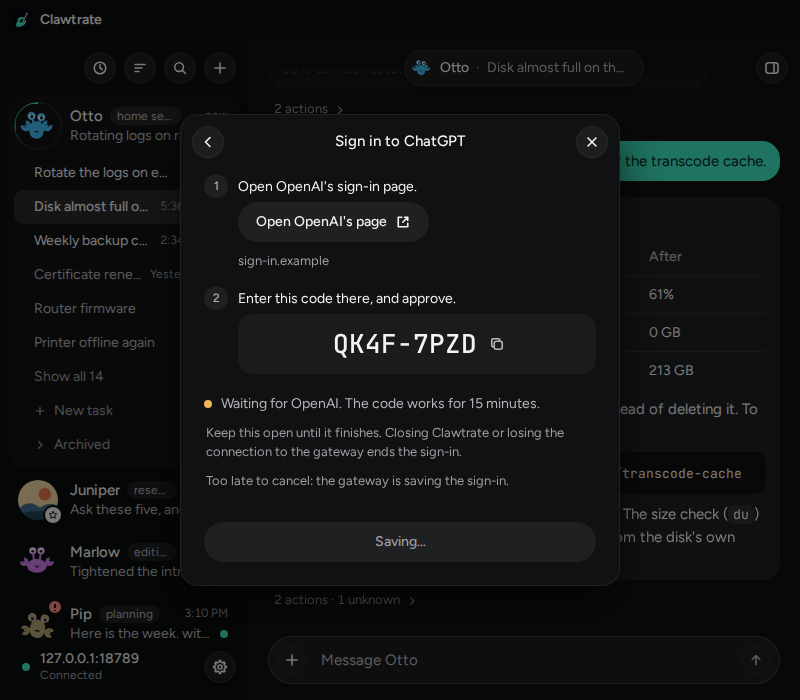 Clawtrate
Otto · Disk almost full on th...
Otto home se...
Rotating logs on r
Rotate the logs on e...
Disk almost full o... 5:36
Weekly backup c... 2:34
Certificate rene... Yeste
Router firmware
Printer offline again
Show all 14
New task
Archived
Juniper rese...
Ask these five, an
Marlow editi...
Tightened the intr
Pip planning 3:10 PM
Here is the week. wit...
127.0.0.1:18789
Connected
2 actions
the transcode cache.
After
61%
0 GB
213 GB
ead of deleting it. To
/transcode-cache
The size check ( du )
om the disk's own
2 actions · 1 unknown
Message Otto
Sign in to ChatGPT
1 Open OpenAI's sign-in page.
Open OpenAI's page
sign-in.example
2 Enter this code there, and approve.
QK4F-7PZD
Waiting for OpenAI. The code works for 15 minutes.
Keep this open until it finishes. Closing Clawtrate or losing the
connection to the gateway ends the sign-in.
Too late to cancel: the gateway is saving the sign-in.
Saving...